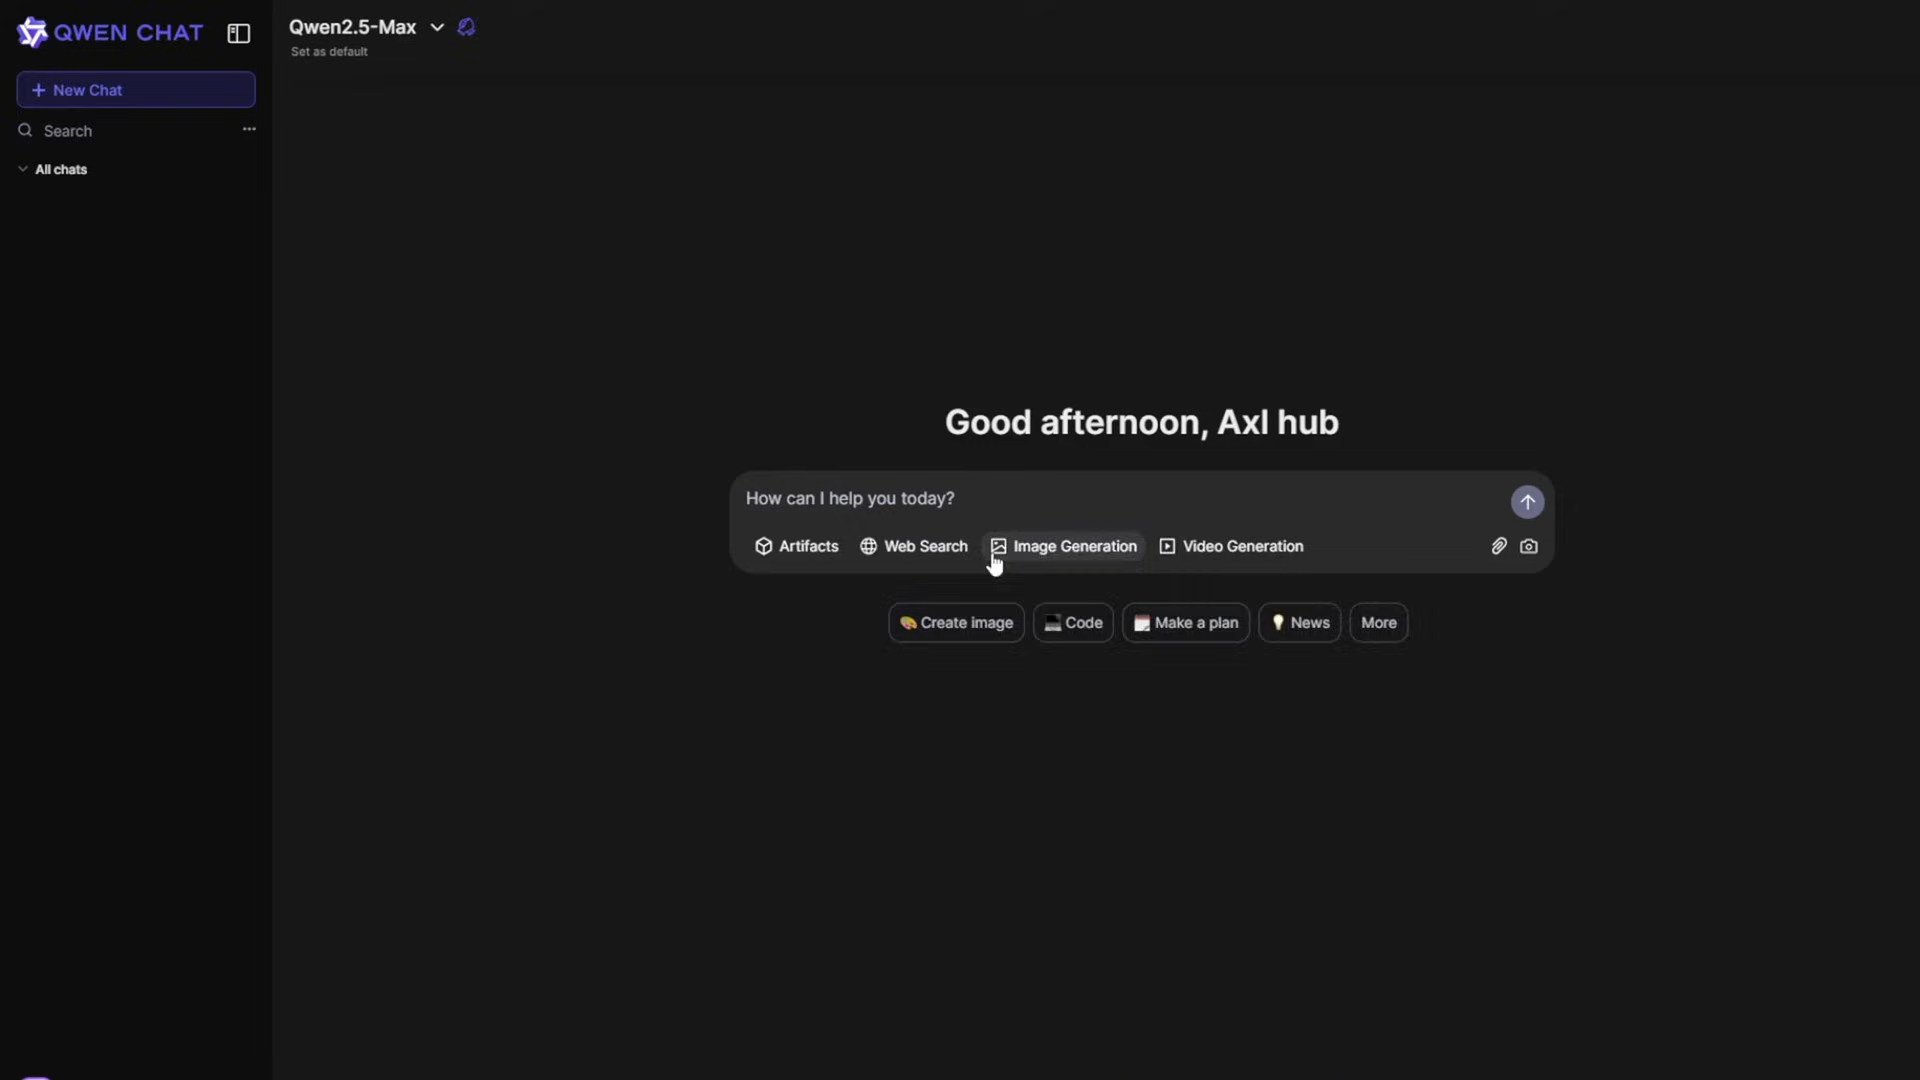 QWEN CHAT
New Chat
Search
All chats
Qwen2.5-Max
Set as default
Good afternoon, Axl hub
How can I help you today?
Artifacts Web Search Image Generation Video Generation
Create image Code Make a plan News More